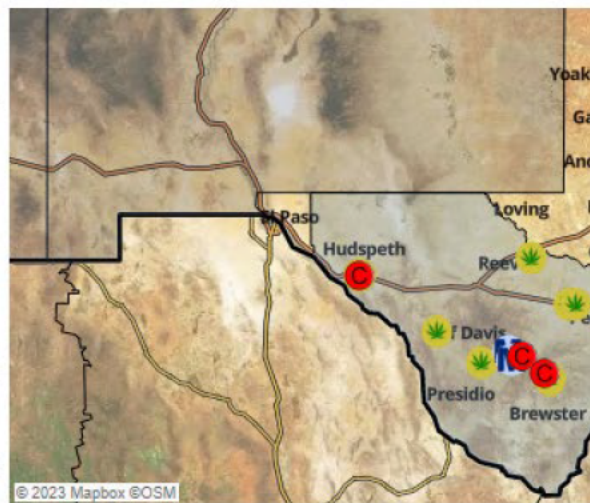 Yoak
Ga
And
El Paso
Loving
Hudspeth
C
Reev
f Davis
C
C
Presidio
Brewster
© 2023 Mapbox ©OSM